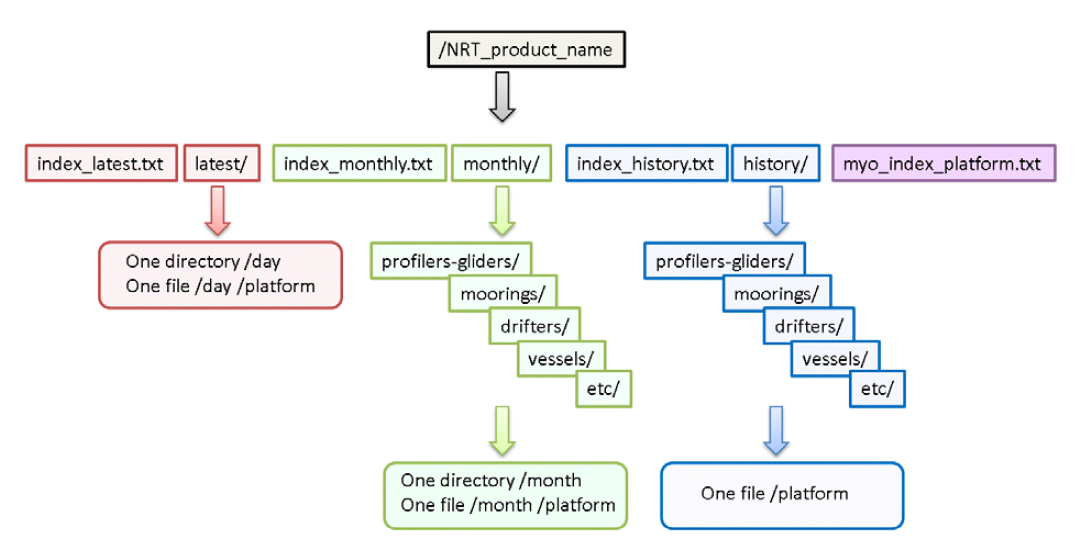 /NRT_product_name
index_latest.txt
latest/
index_monthly.txt
monthly/
index_history.txt
history/
myo_index_platform.txt
One directory /day
One file /day /platform
profilers-gliders/
moorings/
drifters/
vessels/
etc/
profilers-gliders/
moorings/
drifters/
vessels/
etc/
One directory /month
One file /month /platform
One file /platform